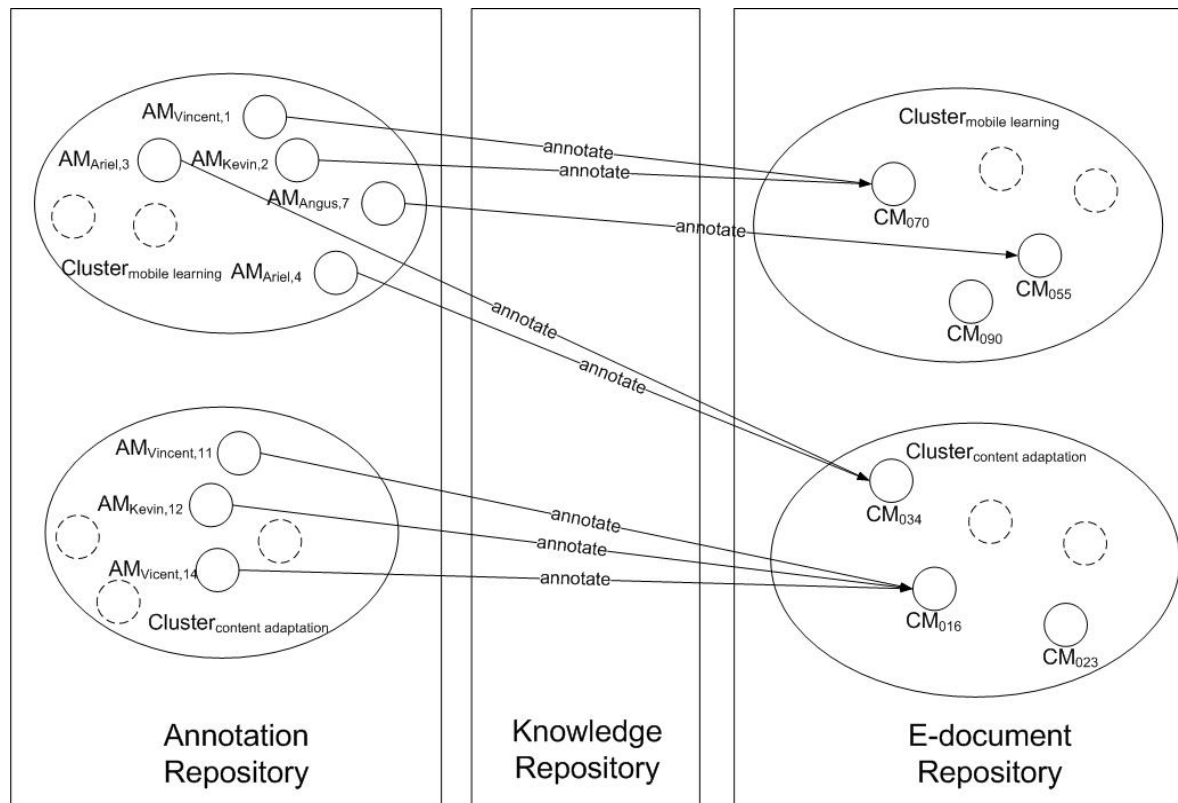 AMVincent,1
AMAriel,3
AMKevin,2
AMAngus,7
Clustermobile learning
AMAriel,4
annotate
annotate
annotate
annotate
annotate
Clustermobile learning
CM070
CM055
CM090
AMVincent,11
AMKevin,12
AMVicent,14
Clustercontent adaptation
annotate
annotate
annotate
Clustercontent adaptation
CM034
CM016
CM023
Annotation
Repository
Knowledge
Repository
E-document
Repository